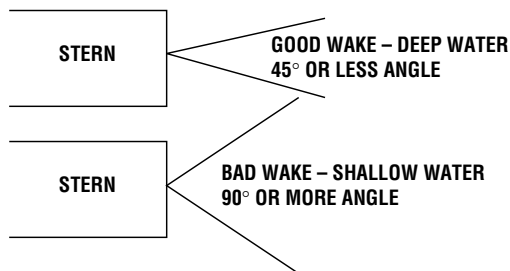 STERN
GOOD WAKE – DEEP WATER
45° OR LESS ANGLE
STERN
BAD WAKE – SHALLOW WATER
90° OR MORE ANGLE